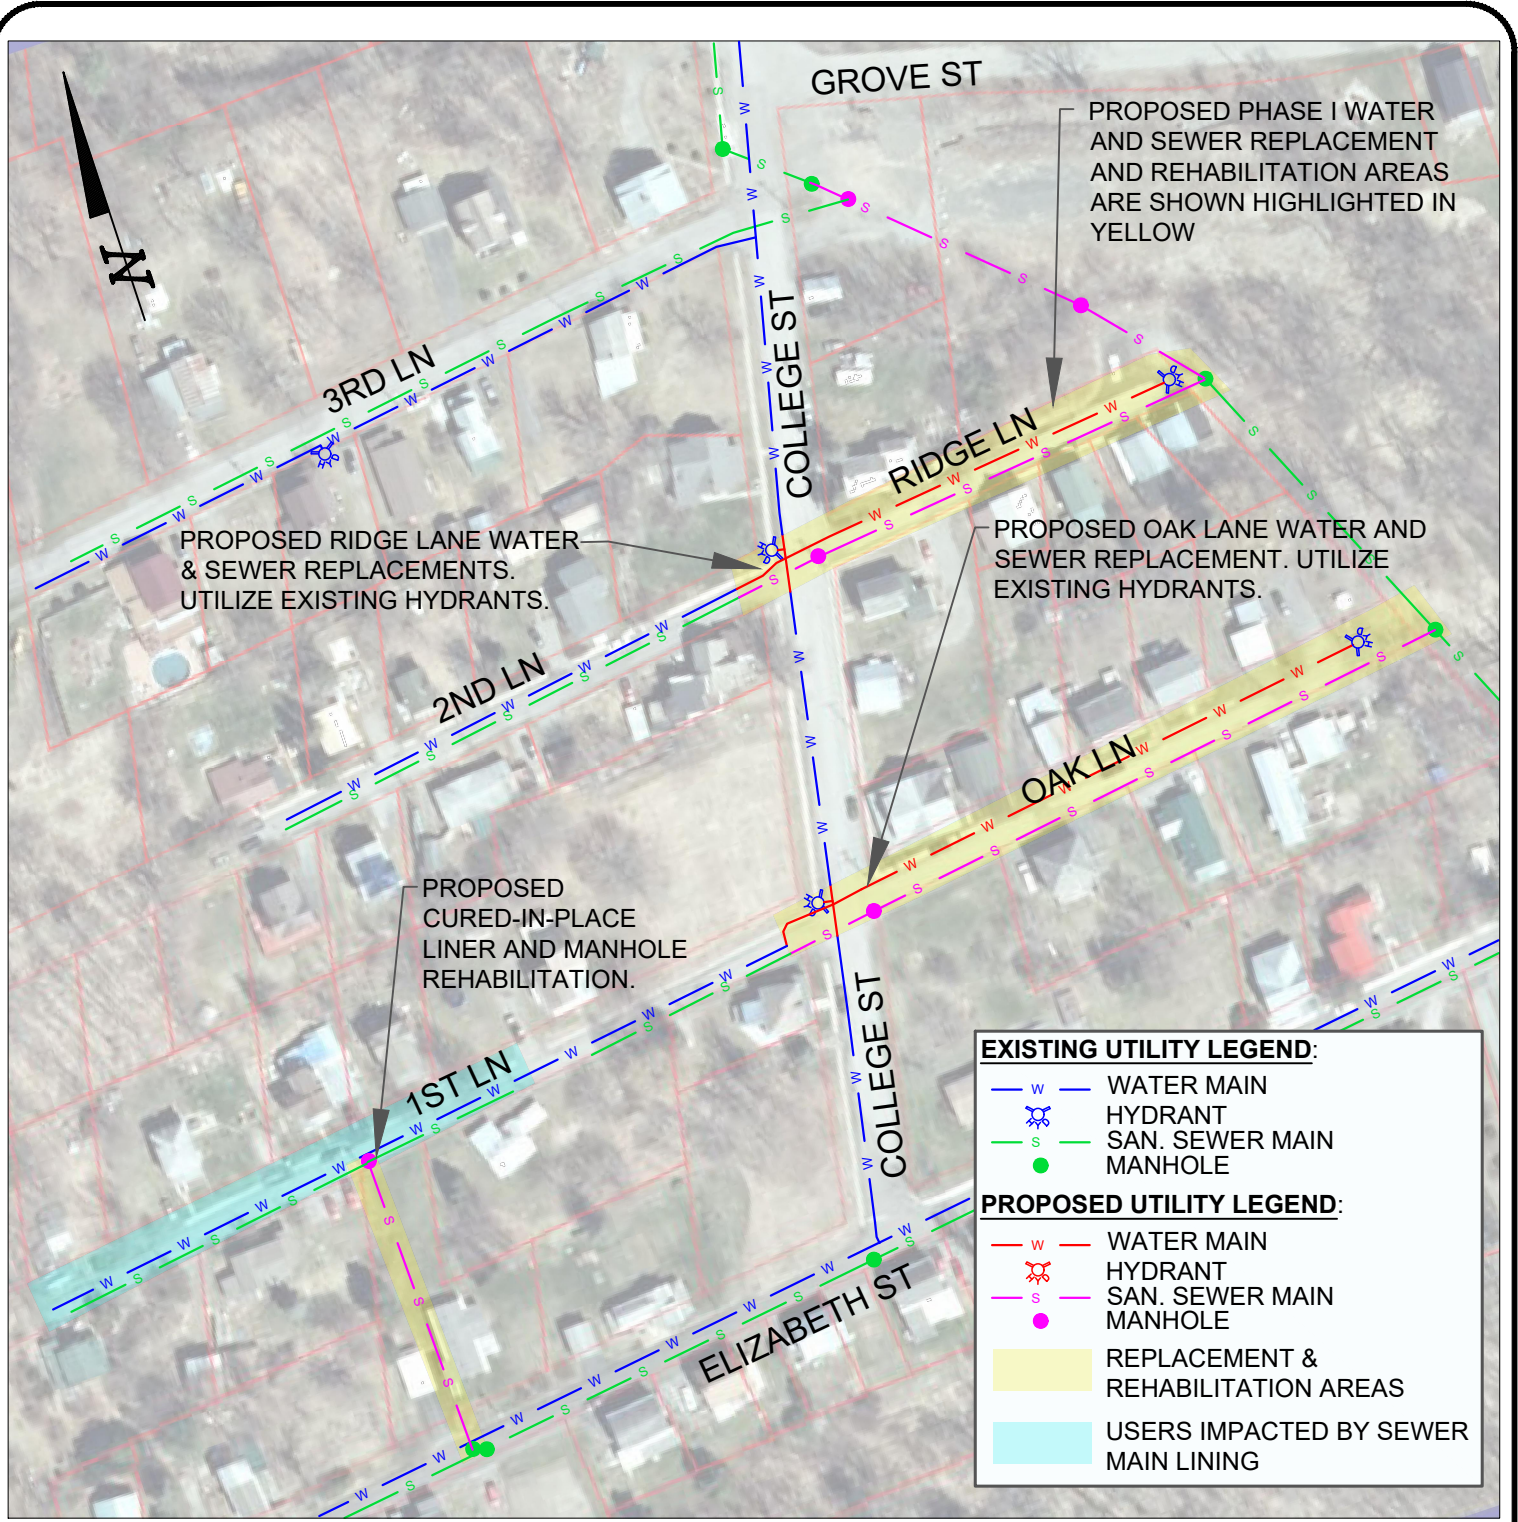 GROVE ST
PROPOSED PHASE I WATER
AND SEWER REPLACEMENT
AND REHABILITATION AREAS
ARE SHOWN HIGHLIGHTED IN
YELLOW
N
3RD LN
COLLEGE ST
RIDGE LN
PROPOSED RIDGE LANE WATER
& SEWER REPLACEMENTS.
UTILIZE EXISTING HYDRANTS.
PROPOSED OAK LANE WATER AND
SEWER REPLACEMENT. UTILIZE
EXISTING HYDRANTS.
2ND LN
OAK LN
PROPOSED
CURED-IN-PLACE
LINER AND MANHOLE
REHABILITATION.
1ST LN
COLLEGE ST
ELIZABETH ST
EXISTING UTILITY LEGEND:
W WATER MAIN
HYDRANT
S SAN. SEWER MAIN
MANHOLE
PROPOSED UTILITY LEGEND:
W WATER MAIN
HYDRANT
S SAN. SEWER MAIN
MANHOLE
REPLACEMENT &
REHABILITATION AREAS
USERS IMPACTED BY SEWER
MAIN LINING